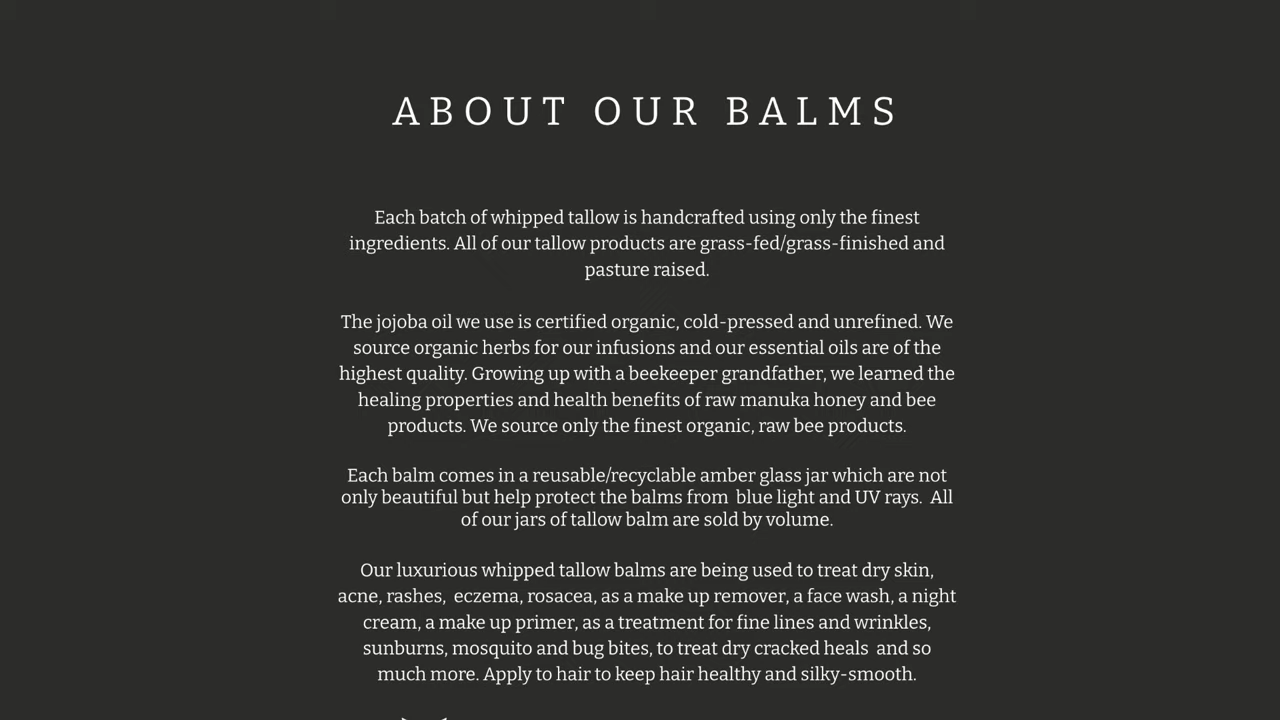 ABOUT OUR BALMS
Each batch of whipped tallow is handcrafted using only the finest
ingredients. All of our tallow products are grass-fed/grass-finished and
pasture raised.
The jojoba oil we use is certified organic, cold-pressed and unrefined. We
source organic herbs for our infusions and our essential oils are of the
highest quality. Growing up with a beekeeper grandfather, we learned the
healing properties and health benefits of raw manuka honey and bee
products. We source only the finest organic, raw bee products.
Each balm comes in a reusable/recyclable amber glass jar which are not
only beautiful but help protect the balms from  blue light and UV rays.  All
of our jars of tallow balm are sold by volume.
Our luxurious whipped tallow balms are being used to treat dry skin,
acne, rashes,  eczema, rosacea, as a make up remover, a face wash, a night
cream, a make up primer, as a treatment for fine lines and wrinkles,
sunburns, mosquito and bug bites, to treat dry cracked heals  and so
much more. Apply to hair to keep hair healthy and silky-smooth.